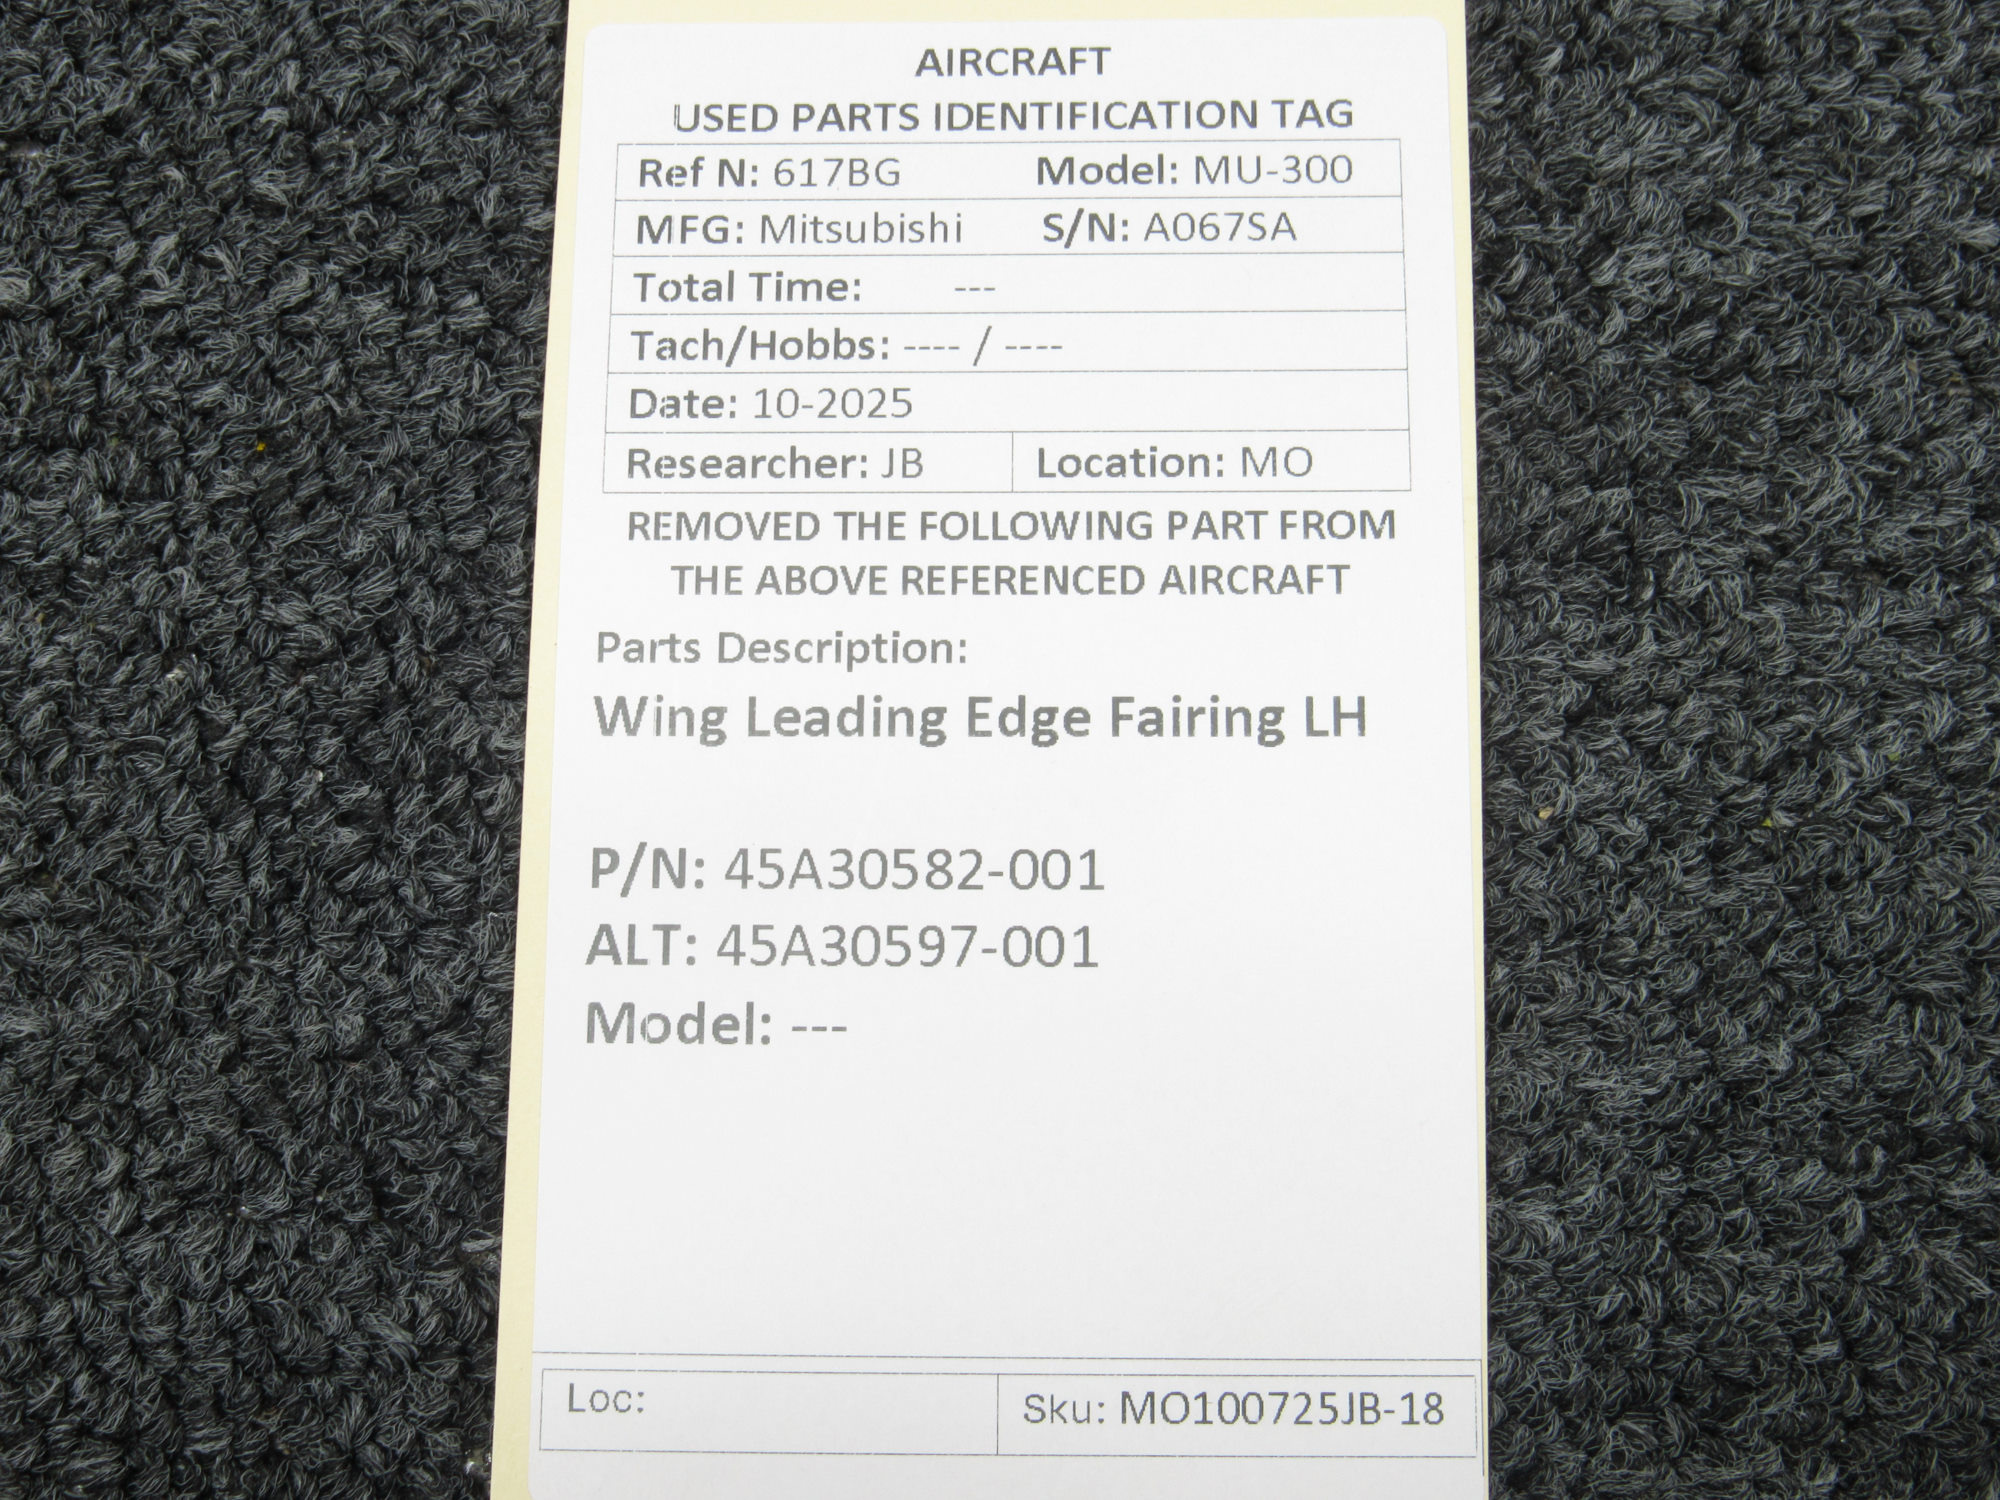 AIRCRAFT
USED PARTS IDENTIFICATION TAG
Ref N: 617BG Model: MU-300
MFG: Mitsubishi S/N: A067SA
Total Time: ---
Tach/Hobbs: ---- / ----
Date: 10-2025
Researcher: JB Location: MO
REMOVED THE FOLLOWING PART FROM
THE ABOVE REFERENCED AIRCRAFT
Parts Description:
Wing Leading Edge Fairing LH
P/N: 45A30582-001
ALT: 45A30597-001
Model: ---
Loc: Sku: MO100725JB-18